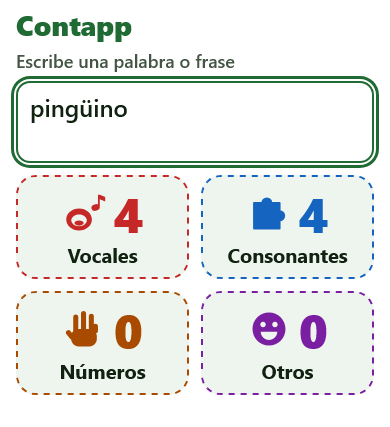 Contapp
Escribe una palabra o frase
pingüino
4 4
Vocales Consonantes
0 0
Números Otros